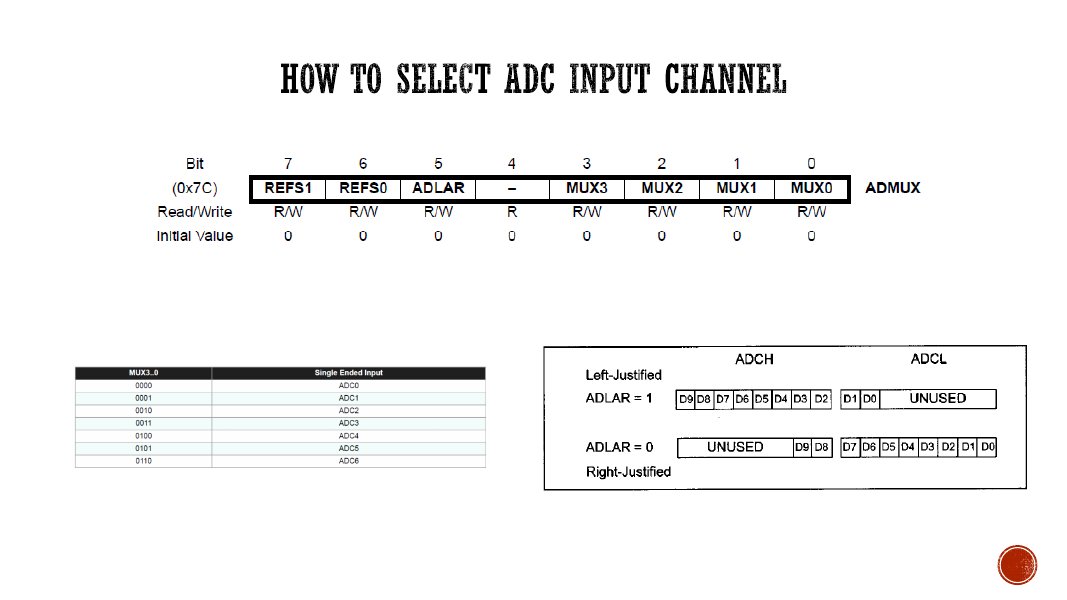 HOW TO SELECT ADC INPUT CHANNEL
Bit 7 6 5 4 3 2 1 0
(0x7C) REFS1 REFS0 ADLAR – MUX3 MUX2 MUX1 MUX0 ADMUX
Read/Write R/W R/W R/W R R/W R/W R/W R/W
Initial Value 0 0 0 0 0 0 0 0
MUX3..0 Single Ended Input
0000 ADC0
0001 ADC1
0010 ADC2
0011 ADC3
0100 ADC4
0101 ADC5
0110 ADC6
ADCH ADCL
Left-Justified
ADLAR = 1 D9 D8 D7 D6 D5 D4 D3 D2 D1 D0 UNUSED
ADLAR = 0 UNUSED D9 D8 D7 D6 D5 D4 D3 D2 D1 D0
Right-Justified